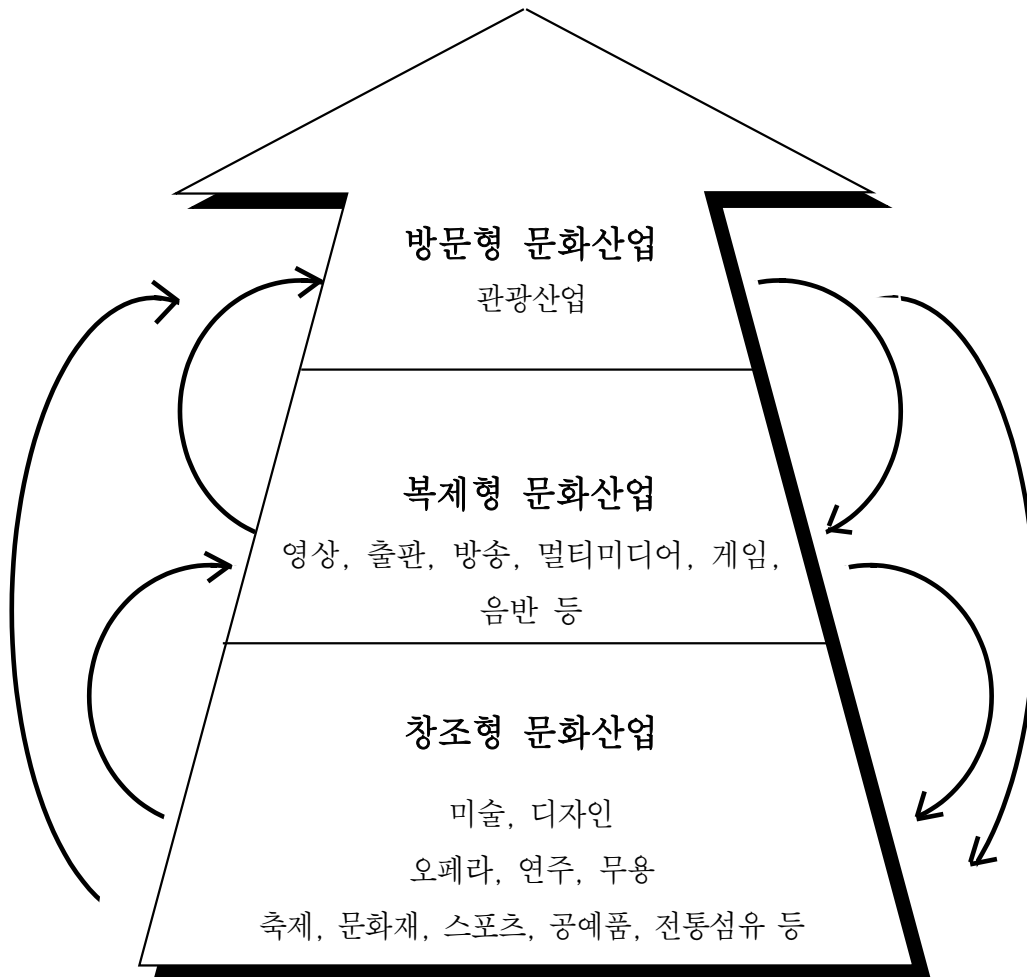 방문형 문화산업
관광산업
복제형 문화산업
영상, 출판, 방송, 멀티미디어, 게임,
음반 등
창조형 문화산업
미술, 디자인
오페라, 연주, 무용
축제, 문화재, 스포츠, 공예품, 전통섬유 등